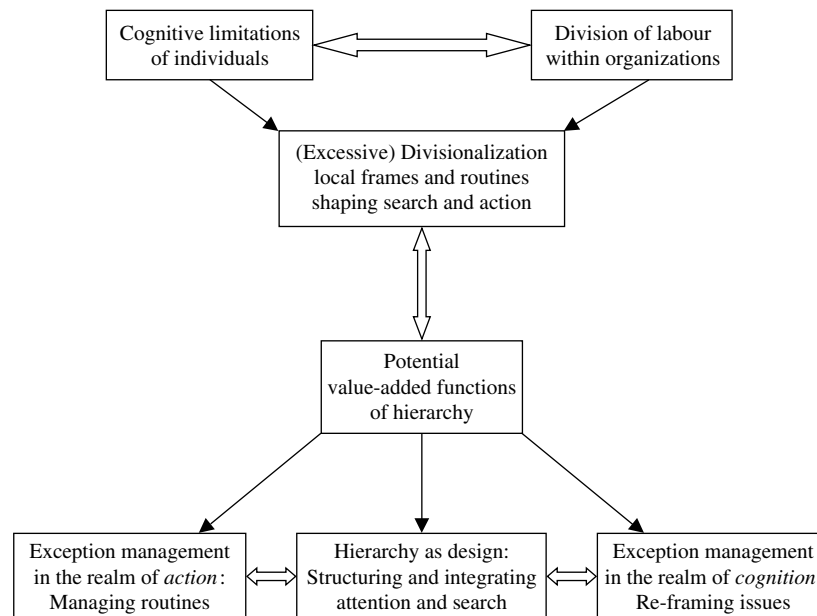 Cognitive limitations
of individuals
Division of labour
within organizations
(Excessive) Divisionalization
local frames and routines
shaping search and action
Potential
value-added functions
of hierarchy
Exception management
in the realm of action:
Managing routines
Hierarchy as design:
Structuring and integrating
attention and search
Exception management
in the realm of cognition:
Re-framing issues